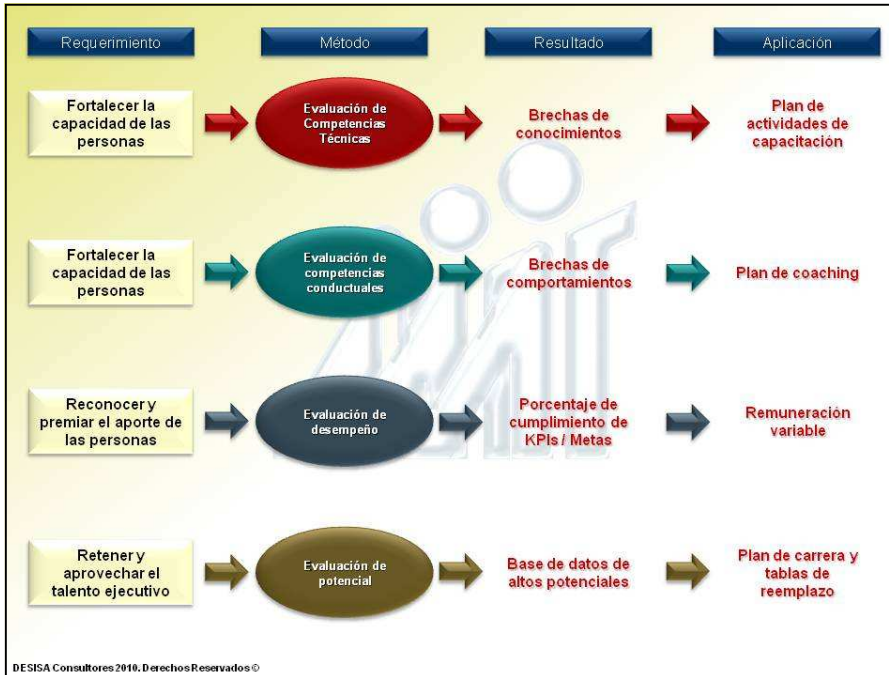 Requerimiento
Método
Resultado
Aplicación
Fortalecer la
capacidad de las
personas
Evaluación de
Competencias
Técnicas
Brechas de
conocimientos
Plan de
actividades de
capacitación
Fortalecer la
capacidad de las
personas
Evaluación de
competencias
conductuales
Brechas de
comportamientos
Plan de coaching
Reconocer y
premiar el aporte de
las personas
Evaluación de
desempeño
Porcentaje de
cumplimiento de
KPIs / Metas
Remuneración
variable
Retener y
aprovechar el
talento ejecutivo
Evaluación de
potencial
Base de datos de
altos potenciales
Plan de carrera y
tablas de
reemplazo
DESISA Consultores 2010. Derechos Reservados ©